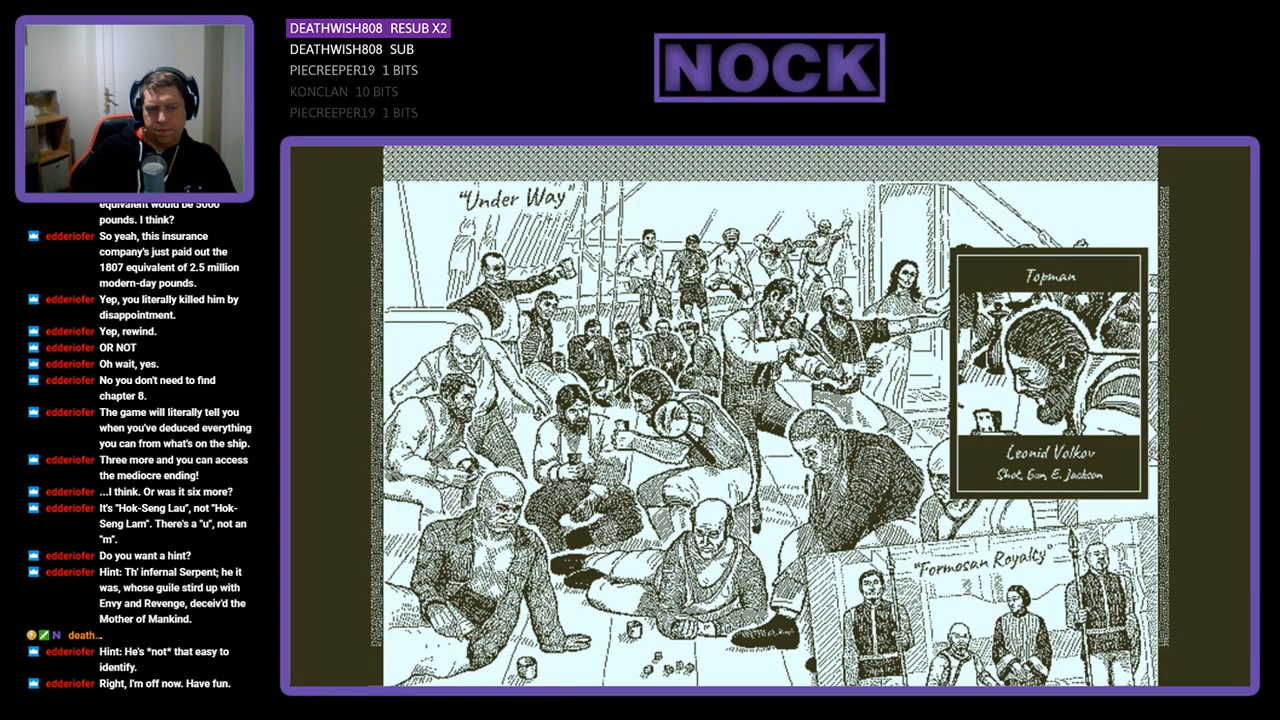 DEATHWISH808 RESUB X2
DEATHWISH808 SUB
PIECREEPER19 1 BITS
KONCLAN 10 BITS
PIECREEPER19 1 BITS
NOCK
equivalent would be 5000
pounds. I think?
edderiofer So yeah, this insurance
company's just paid out the
1807 equivalent of 2.5 million
modern-day pounds.
edderiofer Yep, you literally killed him by
disappointment.
edderiofer Yep, rewind.
edderiofer OR NOT
edderiofer Oh wait, yes.
edderiofer No you don't need to find
chapter 8.
edderiofer The game will literally tell you
when you've deduced everything
you can from what's on the ship.
edderiofer Three more and you can access
the mediocre ending!
edderiofer ...I think. Or was it six more?
edderiofer It's "Hok-Seng Lau", not "Hok-
Seng Lam". There's a "u", not an
"m".
edderiofer Do you want a hint?
edderiofer Hint: Th' infernal Serpent; he it
was, whose guile stird up with
Envy and Revenge, deceiv'd the
Mother of Mankind.
N death...
edderiofer Hint: He's *not* that easy to
identify.
edderiofer Right, I'm off now. Have fun.
"Under Way"
Topman
Leonid Volkov
Shot, Gun, E. Jackson
"Formosan Royalty"